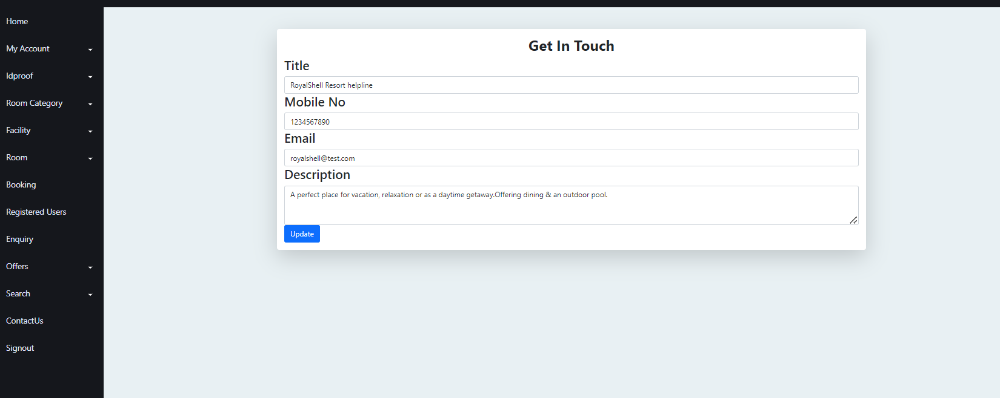 Home
My Account
Idproof
Room Category
Facility
Room
Booking
Registered Users
Enquiry
Offers
Search
ContactUs
Signout
Get In Touch
Title
RoyalShell Resort helpline
Mobile No
1234567890
Email
royalshell@test.com
Description
A perfect place for vacation, relaxation or as a daytime getaway.Offering dining & an outdoor pool.
Update